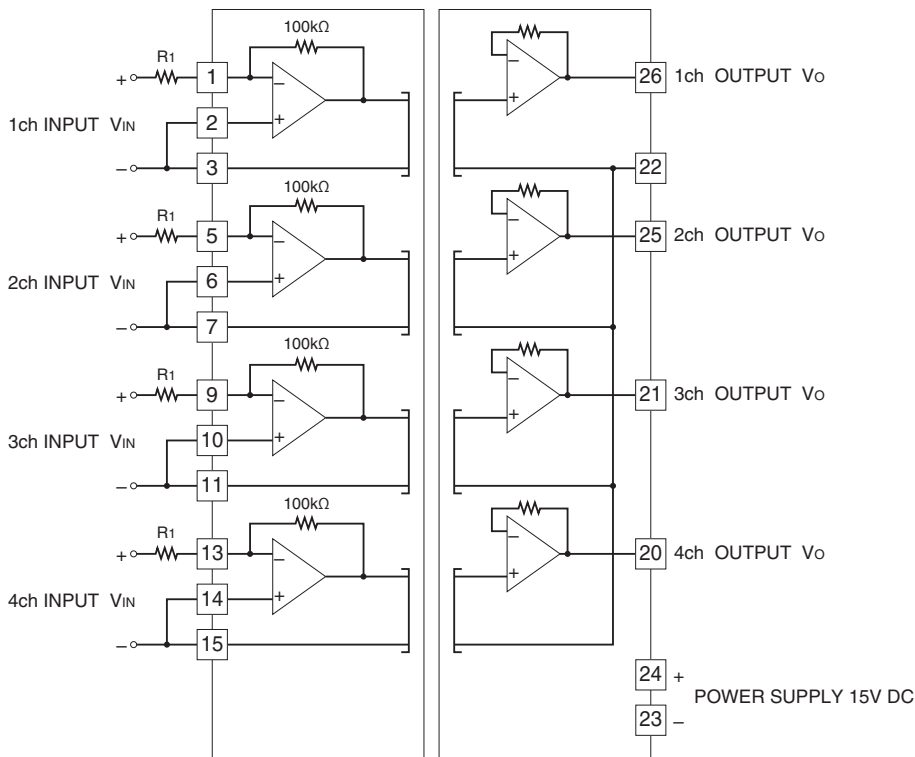 100kΩ
+ R1 1 − 26 1ch OUTPUT Vo
1ch INPUT VIN 2 + − +
− 3 22
100kΩ
+ R1 5 − 25 2ch OUTPUT Vo
2ch INPUT VIN 6 + − +
− 7
100kΩ
+ R1 9 − 21 3ch OUTPUT Vo
3ch INPUT VIN 10 + − +
− 11
100kΩ
+ R1 13 − 20 4ch OUTPUT Vo
4ch INPUT VIN 14 + − +
− 15
24 +
POWER SUPPLY 15V DC
23 −